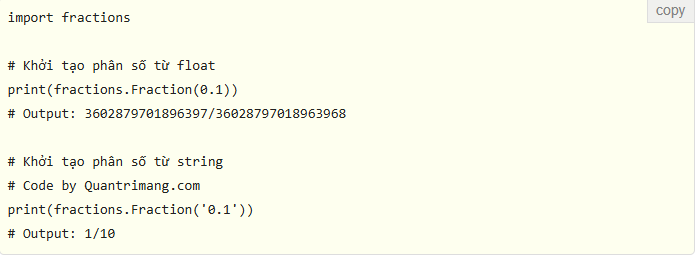 copy
import fractions
# Khởi tạo phân số từ float
print(fractions.Fraction(0.1))
# Output: 3602879701896397/36028797018963968
# Khởi tạo phân số từ string
# Code by Quantrimang.com
print(fractions.Fraction('0.1'))
# Output: 1/10